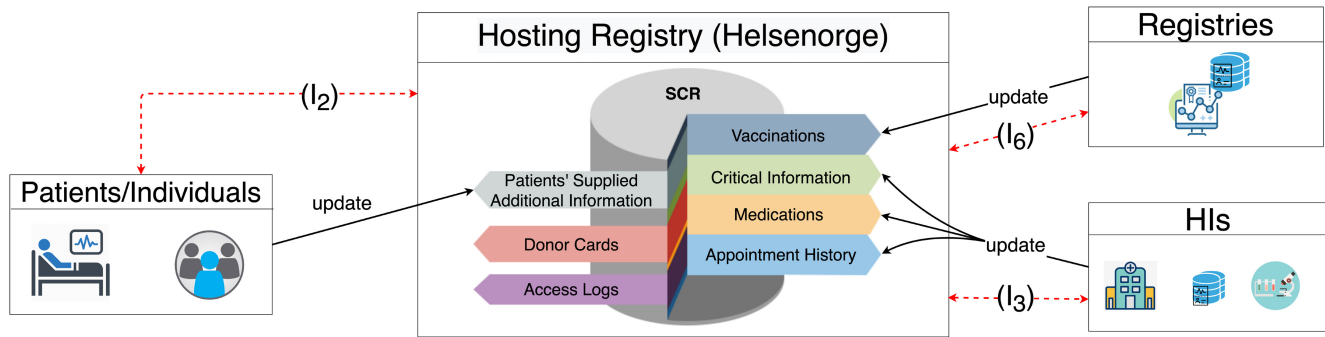 Hosting Registry (Helsenorge)
Registries
SCR
(I2)
update
Vaccinations
(I6)
Patients/Individuals
Patients' Supplied
Additional Information
Critical Information
update
Medications
HIs
Donor Cards
Appointment History
update
Access Logs
(I3)